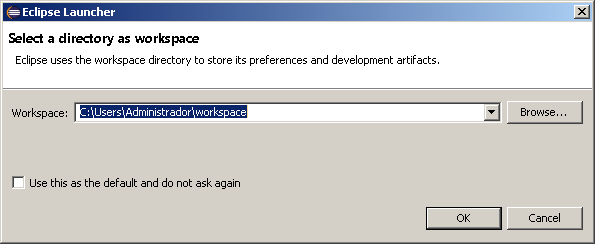 Eclipse Launcher
Select a directory as workspace
Eclipse uses the workspace directory to store its preferences and development artifacts.
Workspace: C:\Users\Administrador\workspace Browse...
Use this as the default and do not ask again
OK Cancel